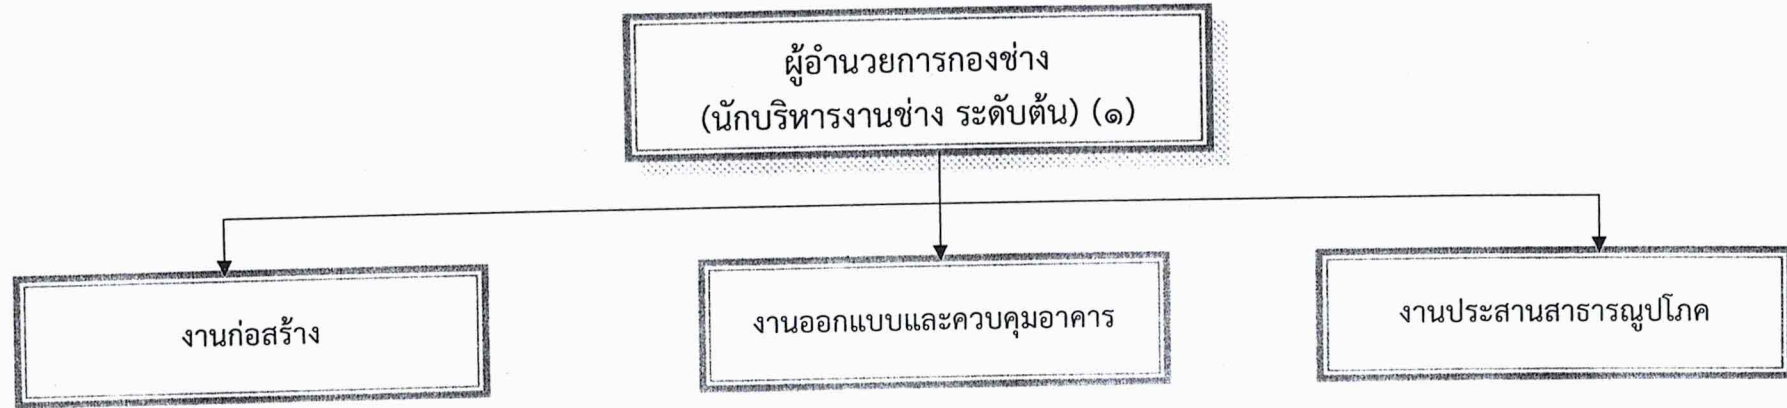 ผู้อำนวยการกองช่าง
(นักบริหารงานช่าง ระดับต้น) (๑)
งานก่อสร้าง
งานออกแบบและควบคุมอาคาร
งานประสานสาธารณูปโภค